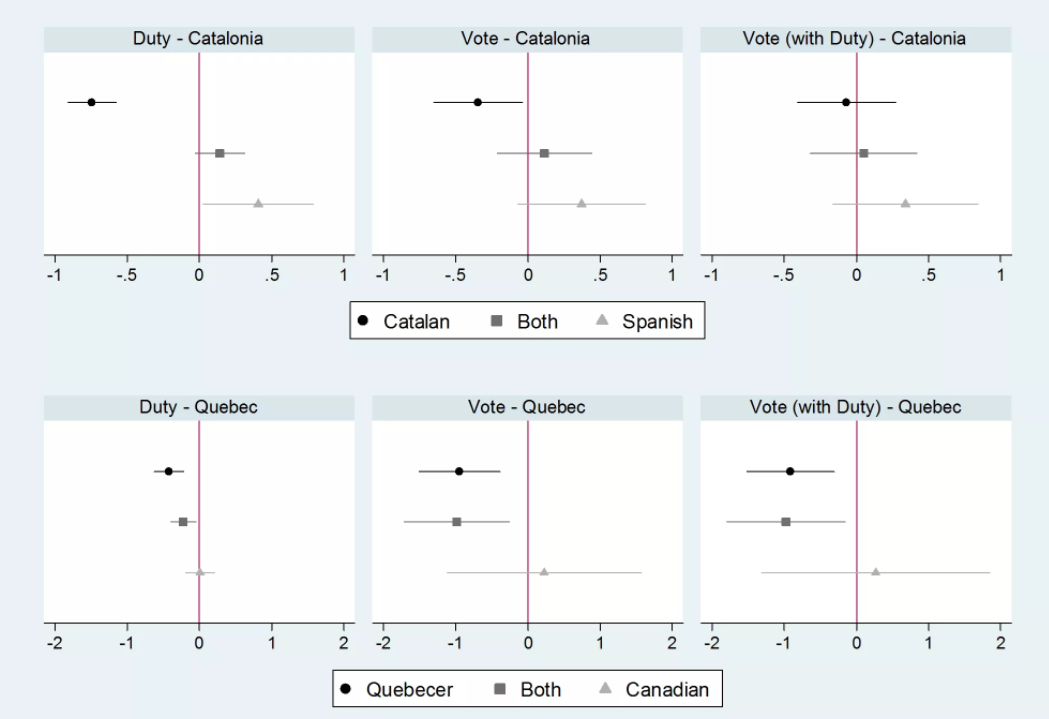 Duty - Catalonia Vote - Catalonia Vote (with Duty) - Catalonia
-1 -.5 0 .5 1 -1 -.5 0 .5 1 -1 -.5 0 .5 1
Catalan Both Spanish
Duty - Quebec Vote - Quebec Vote (with Duty) - Quebec
-2 -1 0 1 2 -2 -1 0 1 2 -2 -1 0 1 2
Quebecer Both Canadian